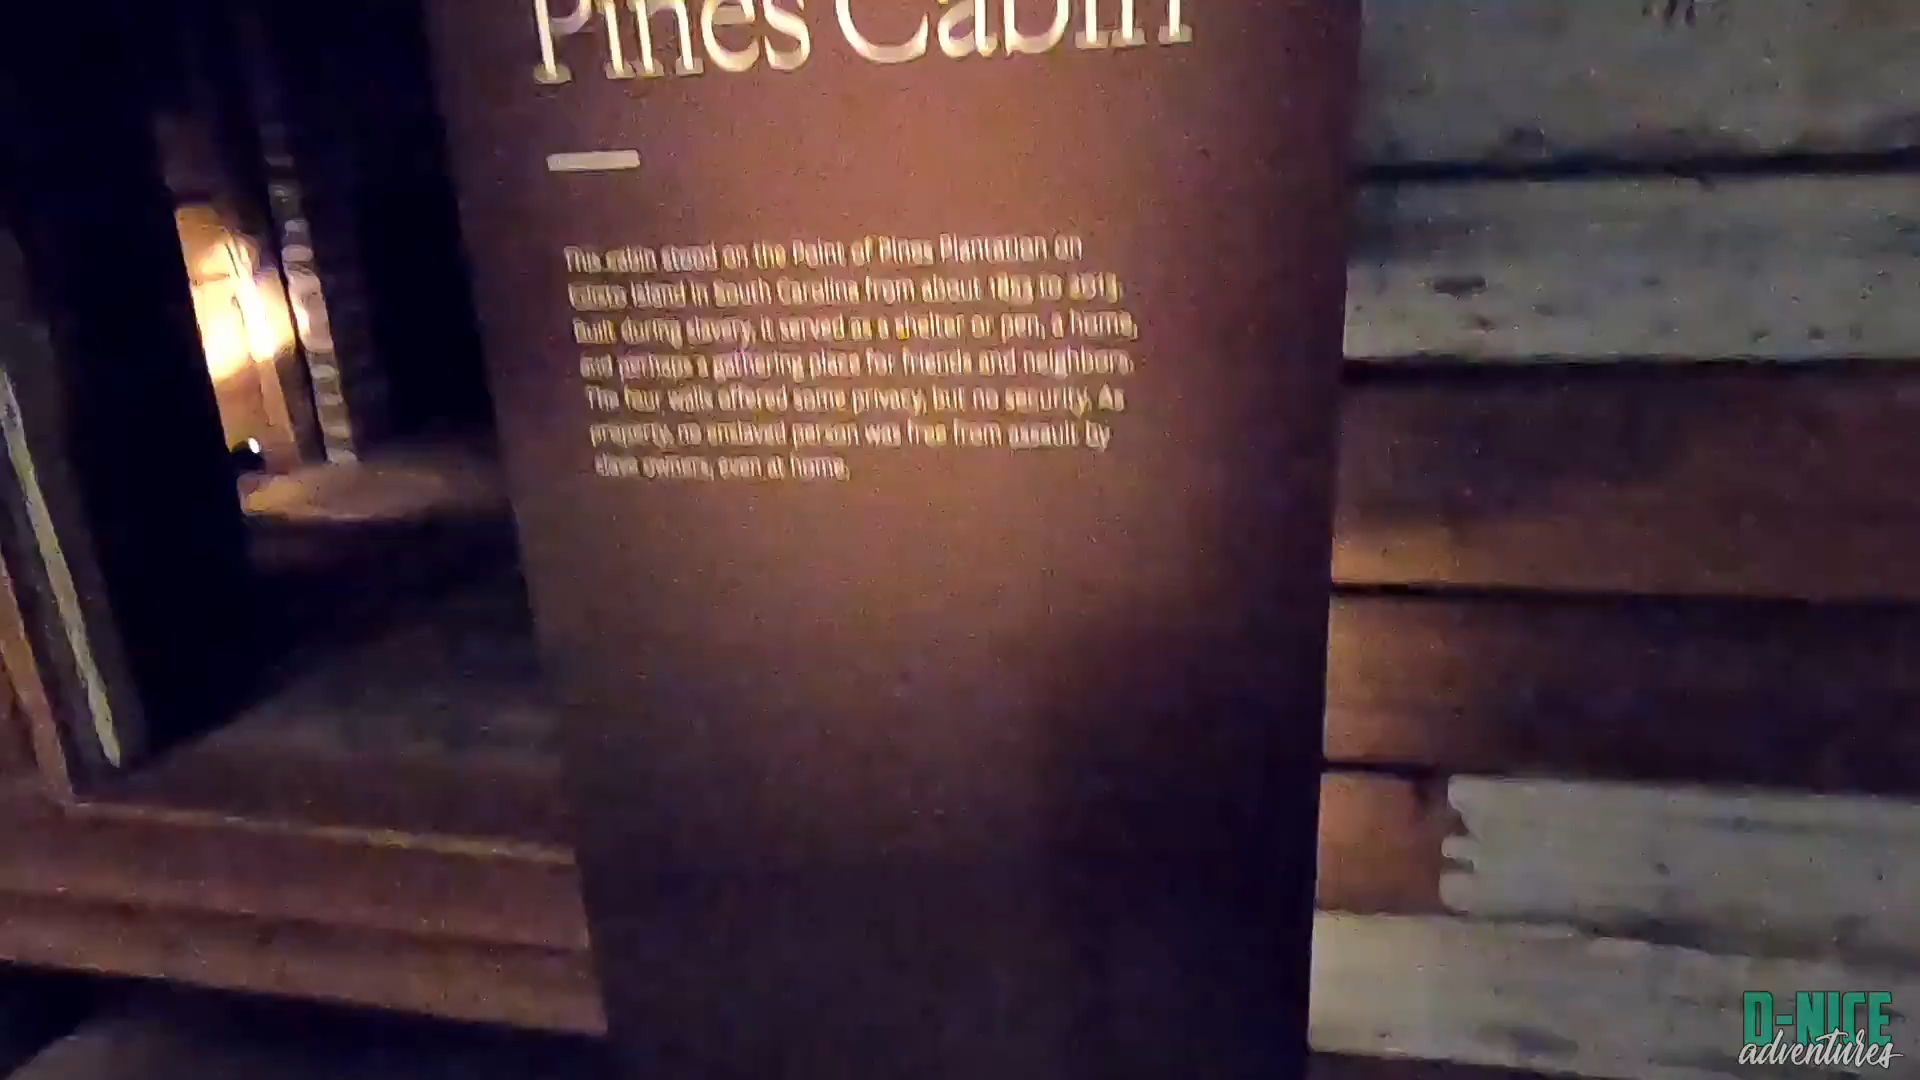 Pines Cabin
This cabin stood on the Point of Pines Plantation on
Island in South Carolina from about to 2013.
Built during slavery, it served as a shelter or pen, a home,
and perhaps a gathering place for friends and neighbors.
The four walls offered some privacy, but no security. As
property, no enslaved person was free from assault by
slave owners, even at home.
D-NICE
adventures